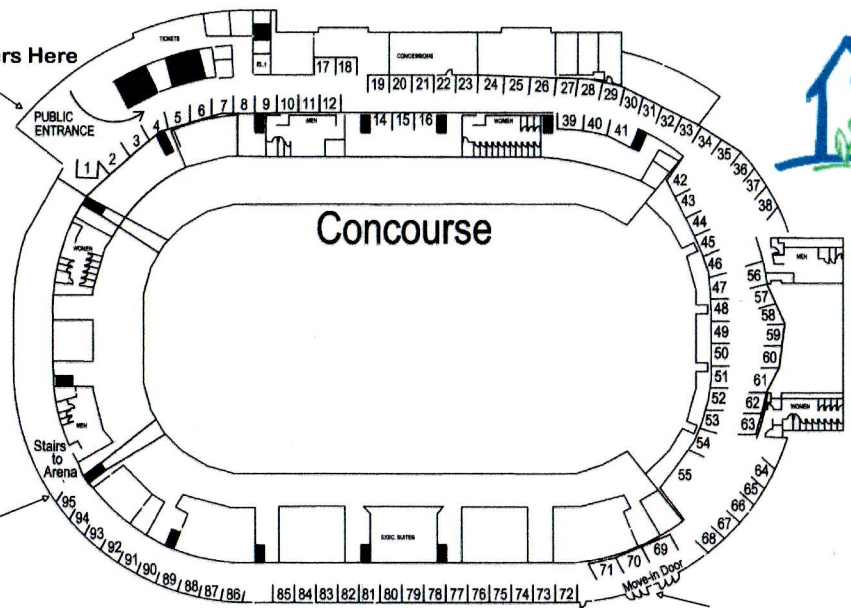 TICKETS
ers Here
EL.1
17 18
CONCESSIONS
19 20 21 22 23 24 25 26 27 28 29 30 31 32 33 34 35 36 37 38
PUBLIC
ENTRANCE
1 2 3 4 5 6 7 8 9 10 11 12
MEN
14 15 16
WOMEN
39 40 41
42
43
44
45
46
47
48
49
50
51
52
53
54
55
Concourse
MEN
56
57
58
59
60
61
62
63
WOMEN
64
65
66
67
68
WOMEN
MEN
Stairs
to
Arena
EXEC. SUITES
71 70 69
Move-in Door
95
94
93
92
91
90
89
88
87
86
85 84 83 82 81 80 79 78 77 76 75 74 73 72